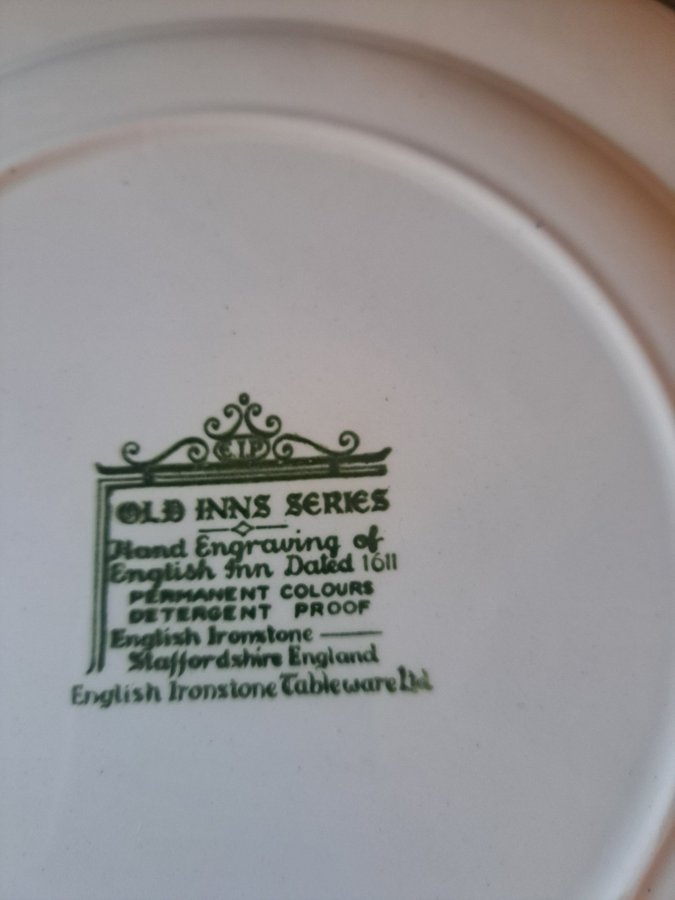 E.I.P
OLD INNS SERIES
Hand Engraving of
English Inn Dated 1611
PERMANENT COLOURS
DETERGENT PROOF
English Ironstone
Staffordshire England
English Ironstone Tableware Ltd.